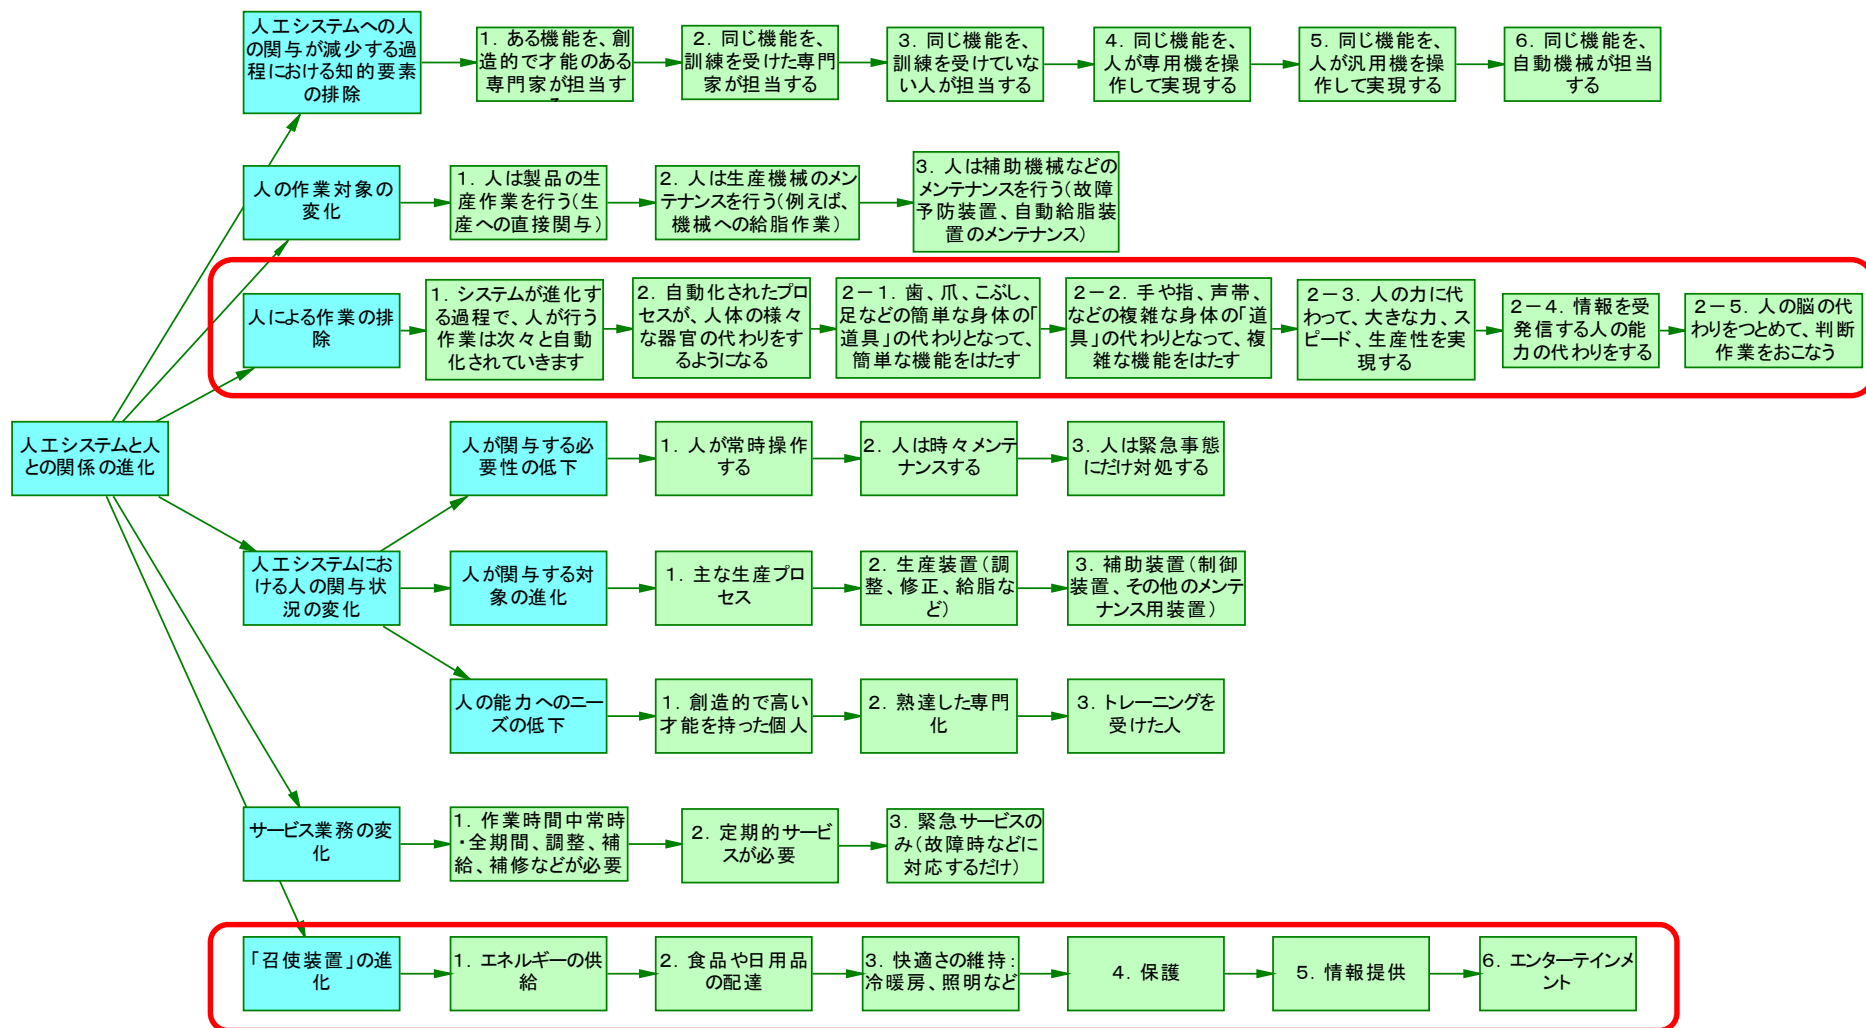 人工システムへの人
の関与が減少する過
程における知的要素
の排除
1. ある機能を、創
造的で才能のある
専門家が担当す
る
2. 同じ機能を、
訓練を受けた専門
家が担当する
3. 同じ機能を、
訓練を受けていな
い人が担当する
4. 同じ機能を、
人が専用機を操
作して実現する
5. 同じ機能を、
人が汎用機を操
作して実現する
6. 同じ機能を、
自動機械が担当
する
人の作業対象の
変化
1. 人は製品の生
産作業を行う(生
産への直接関与)
2. 人は生産機械のメン
テナンスを行う(例えば、
機械への給脂作業)
3. 人は補助機械などの
メンテナンスを行う(故障
予防装置、自動給脂装
置のメンテナンス)
人による作業の排
除
1. システムが進化す
る過程で、人が行う
作業は次々と自動
化されていきます
2. 自動化されたプロ
セスが、人体の様々
な器官の代わりをす
るようになる
2-1. 歯、爪、こぶし、
足などの簡単な身体の「
道具」の代わりとなって、
簡単な機能をはたす
2-2. 手や指、声帯、
などの複雑な身体の「道
具」の代わりとなって、複
雑な機能をはたす
2-3. 人の力に代
わって、大きな力、ス
ピード、生産性を実
現する
2-4. 情報を受
発信する人の能
力の代わりをする
2-5. 人の脳の代
わりをつとめて、判断
作業をおこなう
人工システムと人
との関係の進化
人が関与する必
要性の低下
1. 人が常時操作
する
2. 人は時々メンテ
ナンスする
3. 人は緊急事態
にだけ対処する
人工システムにお
ける人の関与状
況の変化
人が関与する対
象の進化
1. 主な生産プロ
セス
2. 生産装置(調
整、修正、給脂な
ど)
3. 補助装置(制御
装置、その他のメンテ
ナンス用装置)
人の能力へのニー
ズの低下
1. 創造的で高い
才能を持った個人
2. 熟達した専門
化
3. トレーニングを
受けた人
サービス業務の変
化
1. 作業時間中常時
・全期間、調整、補
給、補修などが必要
2. 定期的サービ
スが必要
3. 緊急サービスの
み(故障時などに
対応するだけ)
「召使装置」の進
化
1. エネルギーの供
給
2. 食品や日用品
の配達
3. 快適さの維持:
冷暖房、照明など
4. 保護
5. 情報提供
6. エンターテインメ
ント